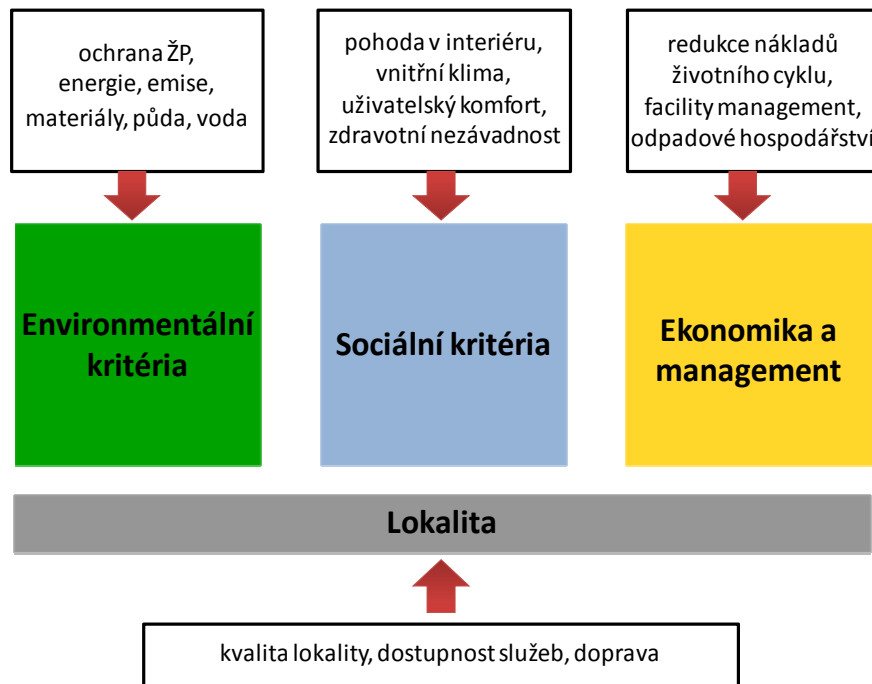 ochrana ŽP,
energie, emise,
materiály, půda, voda
pohoda v interiéru,
vnitřní klima,
uživatelský komfort,
zdravotní nezávadnost
redukce nákladů
životního cyklu,
facility management,
odpadové hospodářství
Environmentální
kritéria
Sociální kritéria
Ekonomika a
management
Lokalita
kvalita lokality, dostupnost služeb, doprava